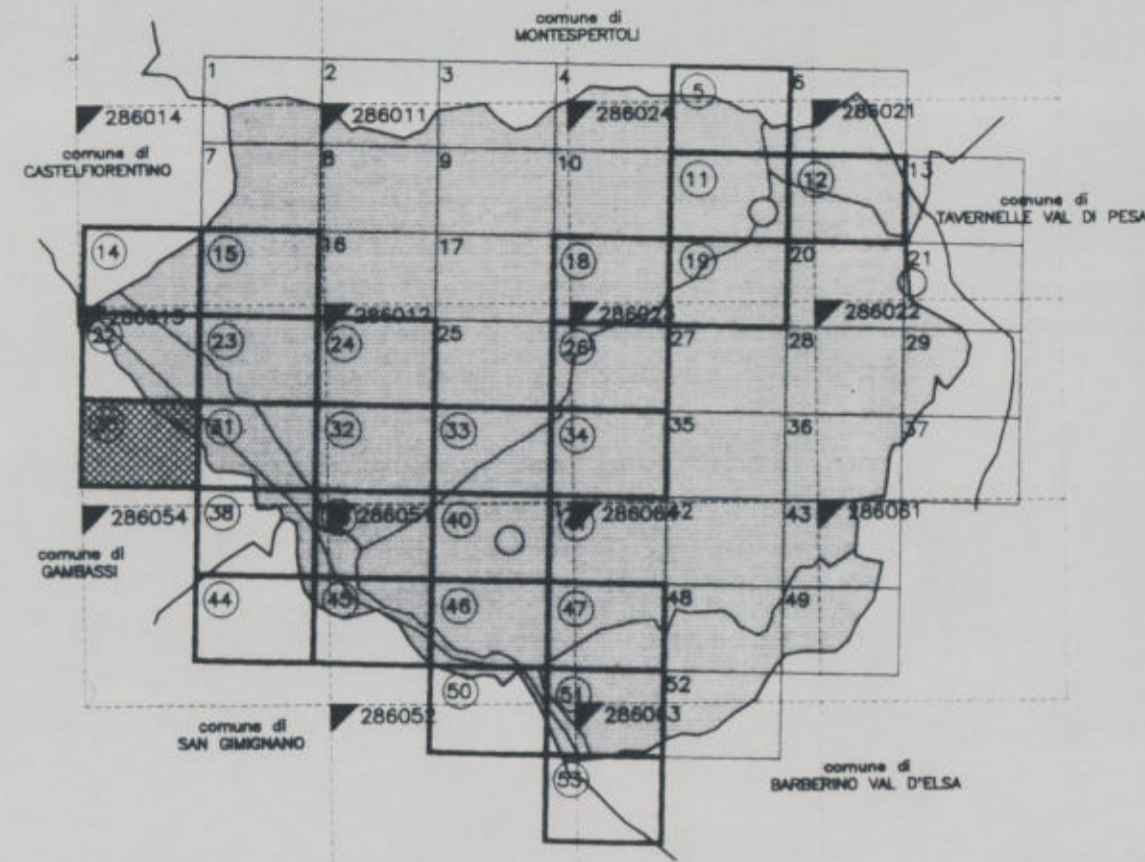 comune di
MONTESPERTOLI
1 2 3 4 5 6
286014 286011 286024 286021
comune di
CASTELFIORENTINO
7 8 9 10 11 12 13
comune di
TAVERNELLE VAL DI PESA
14 15 16 17 18 19 20 21
286012 286023 286022
23 24 25 26 27 28 29
31 32 33 34 35 36 37
286054 286051 286061
38 40 42 43
comune di
GAMBASSI
44 45 46 47 48 49
50 51 52
286052 286063
comune di
SAN GIMIGNANO
53
comune di
BARBERINO VAL D'ELSA